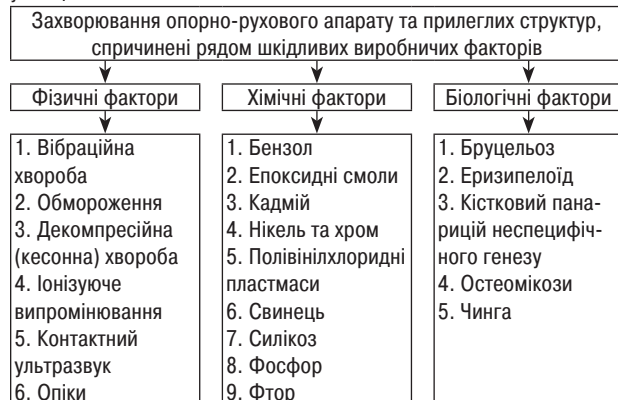 Захворювання опорно-рухового апарату та прилеглих структур,
спричинені рядом шкідливих виробничих факторів
Фізичні фактори
Хімічні фактори
Біологічні фактори
1. Вібраційна
хвороба
2. Обмороження
3. Декомпресійна
(кесонна) хвороба
4. Іонізуюче
випромінювання
5. Контактний
ультразвук
6. Опіки
1. Бензол
2. Епоксидні смоли
3. Кадмій
4. Нікель та хром
5. Полівінілхлоридні
пластмаси
6. Свинець
7. Силікоз
8. Фосфор
9. Фтор
1. Бруцельоз
2. Еризипелоїд
3. Кістковий пана-
рицій неспецифіч-
ного генезу
4. Остеомікози
5. Чинга